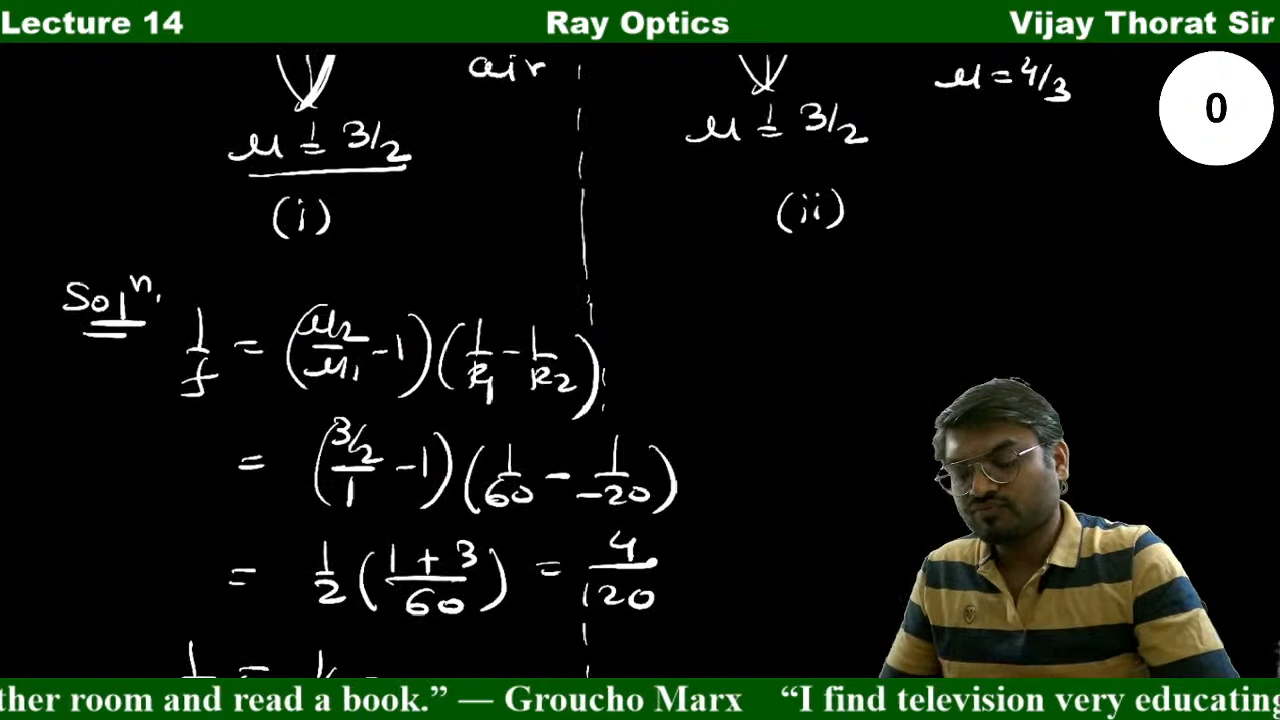 Lecture 14 Ray Optics Vijay Thorat Sir
air
μ = 4/3
0
μ = 3/2
μ = 3/2
(i)
(ii)
Solⁿ.
1/f = (μ₂/μ₁ - 1)(1/R₁ - 1/R₂)
= (3/2/1 - 1)(1/60 - 1/-20)
= 1/2 (1 + 3/60) = 4/120
ther room and read a book.” — Groucho Marx “I find television very educating